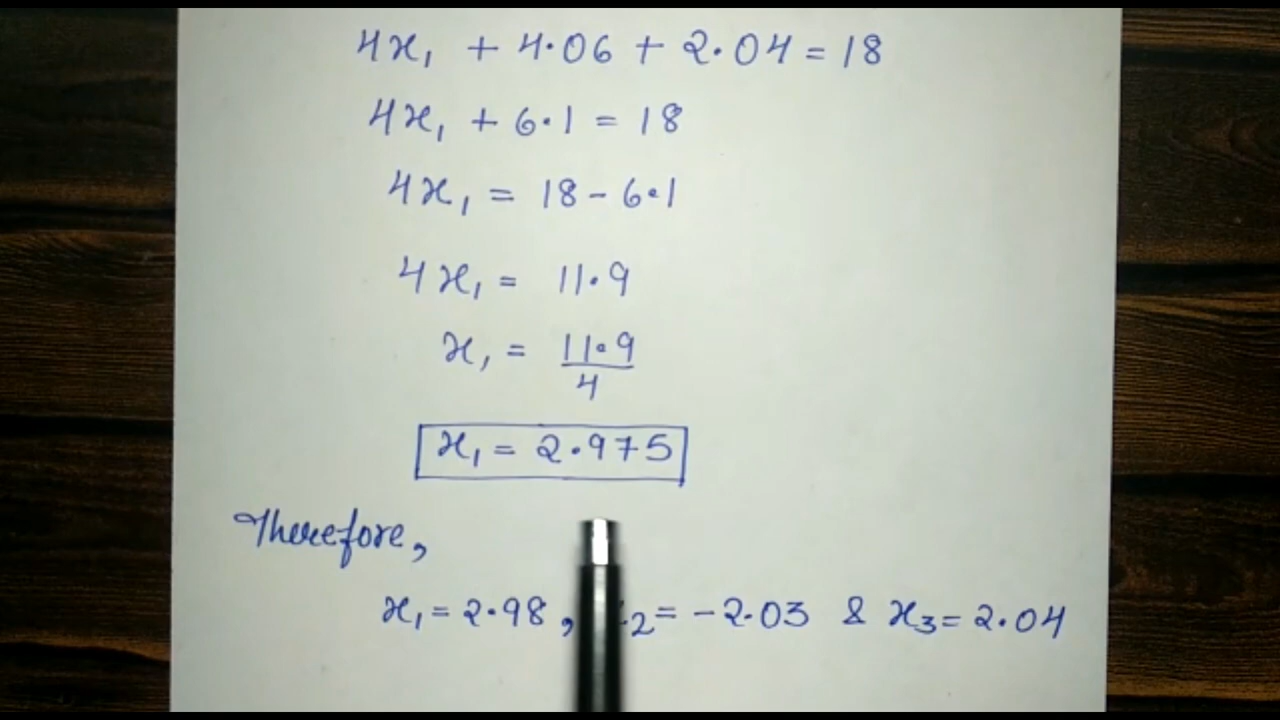 4x₁ + 4·06 + 2·04 = 18
4x₁ + 6·1 = 18
4x₁ = 18 - 6·1
4x₁ = 11·9
x₁ = 11·9/4
x₁ = 2·975
Therefore,
x₁ = 2·98, ₂ = -2·03 & x₃ = 2·04